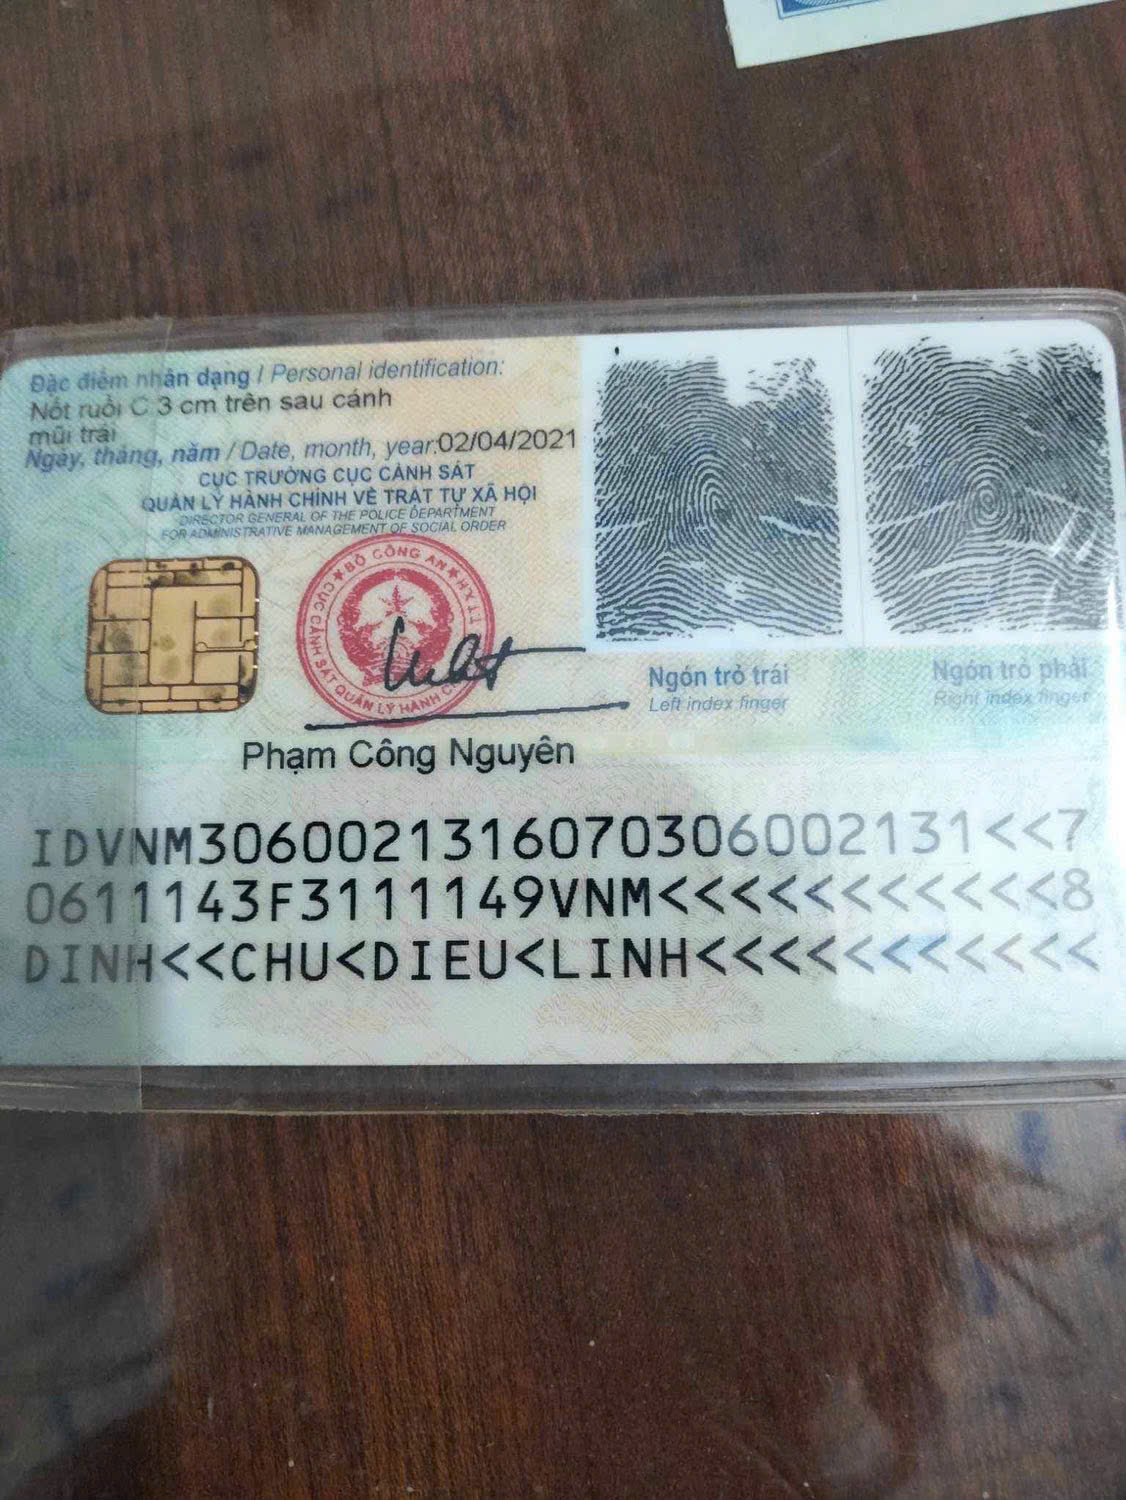 Đặc điểm nhân dạng / Personal identification:
Nốt ruồi C 3 cm trên sau cánh
mũi trái
Ngày, tháng, năm / Date, month, year: 02/04/2021
CỤC TRƯỞNG CỤC CẢNH SÁT
QUẢN LÝ HÀNH CHÍNH VỀ TRẬT TỰ XÃ HỘI
DIRECTOR GENERAL OF THE POLICE DEPARTMENT
FOR ADMINISTRATIVE MANAGEMENT OF SOCIAL ORDER
BỘ CÔNG AN
CỤC CẢNH SÁT QUẢN LÝ HÀNH C
Ngón trỏ trái
Left index finger
Ngón trỏ phải
Right index finger
Phạm Công Nguyên
IDVNM3060021316070306002131<<7
0611143F3111149VNM<<<<<<<<<<<8
DINH<<CHU<DIEU<LINH<<<<<<<<<<<